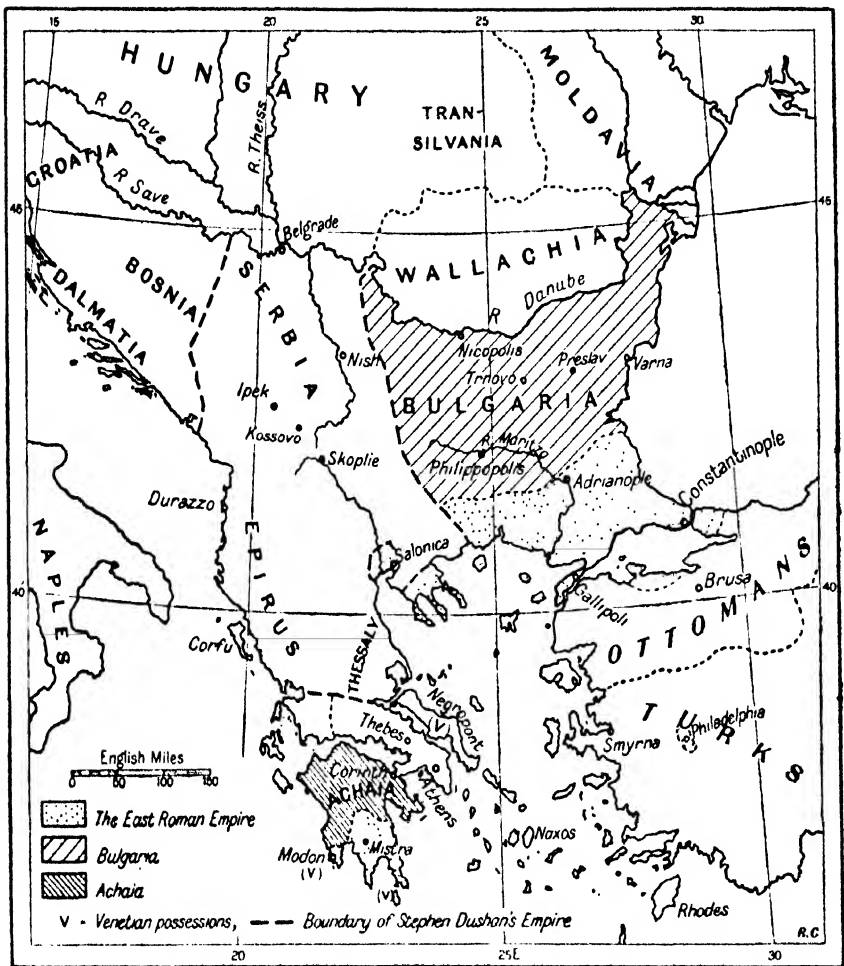 15
20
25
30
HUNGARY
MOLDAVIA
TRAN-
SILVANIA
R. Theiss
R Drave
CROATIA
R Save
45
45
Belgrade
WALLACHIA
R Danube
BOSNIA
SERBIA
DALMATIA
Nicopolis
Nish
Preslav
Varna
Trnovo
Ipek
BULGARIA
Kossovo
R. Maritza
Skoplie
Philippopolis
Adrianople
Constantinople
Durazzo
NAPLES
EPIRUS
Salonica
40
40
Gallipoli
Brusa
OTTOMANS
Corfu
THESSALY
Negropont
(V)
TURKS
Philadelphia
Thebes
Smyrna
English Miles
0 50 100 150
Corinth
ACHAIA
Athens
The East Roman Empire
Naxos
Mistra
Bulgaria
Modon
(V)
(V)
Achaia
Rhodes
V - Venetian possessions, Boundary of Stephen Dushan's Empire
R.C
20
25E
30